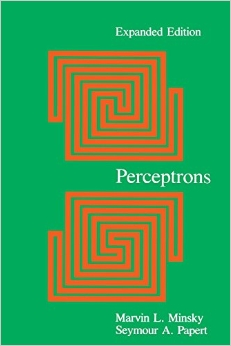 Expanded Edition
Perceptrons
Marvin L. Minsky
Seymour A. Papert